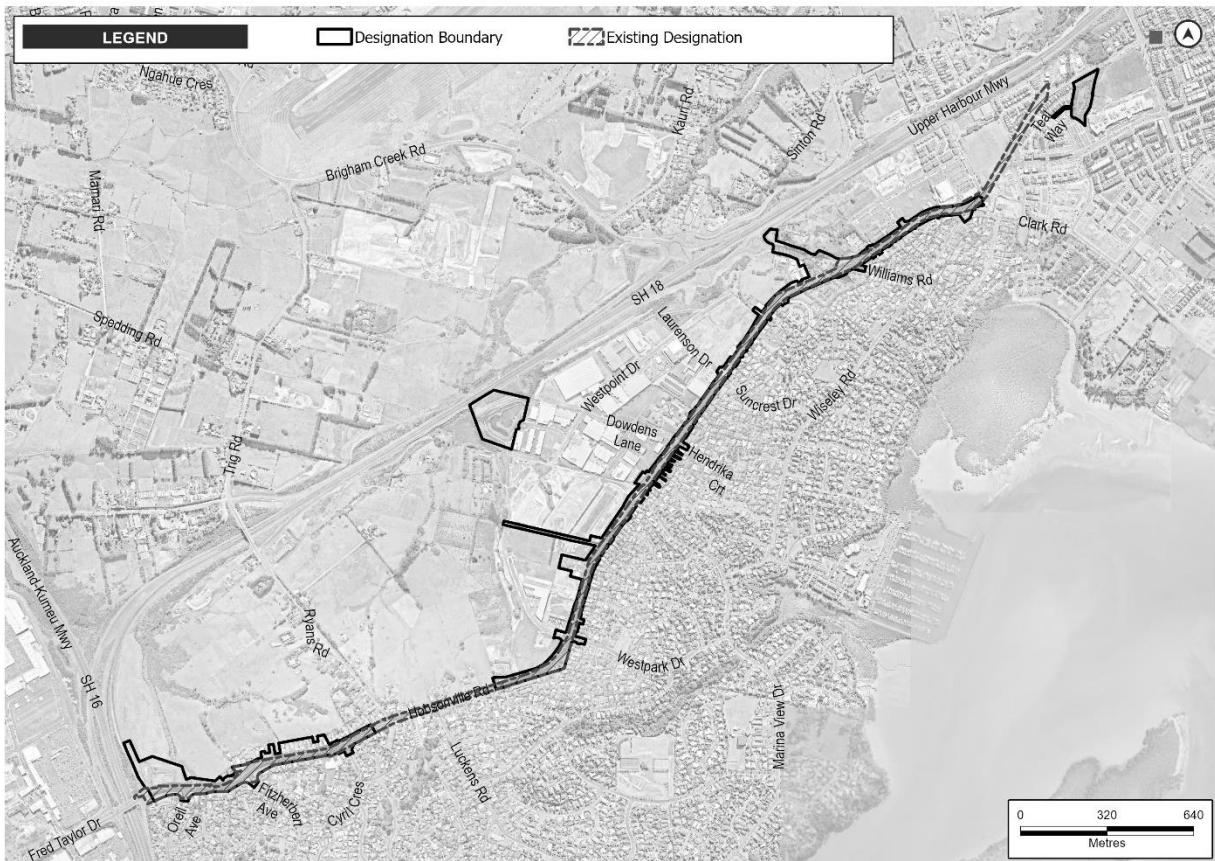 LEGEND
Designation Boundary
Existing Designation
Ngahue Cres
Brigham Creek Rd
Kauri Rd
Sinton Rd
Upper Harbour Mwy
Teal
Way
Mamari Rd
Clark Rd
Williams Rd
SH 18
Spedding Rd
Laurenson Dr
Westpoint Dr
Suncrest Dr
Wiseley Rd
Dowdens
Lane
Hendrika
Crt
Trig Rd
Auckland-Kumeu Mwy
Ryans Rd
Westpark Dr
SH 16
Hobsonville Rd
Marina View Dr
Luckens Rd
Oreil
Ave
Fitzherbert
Ave
Cyril Cres
Fred Taylor Dr
0 320 640
Metres